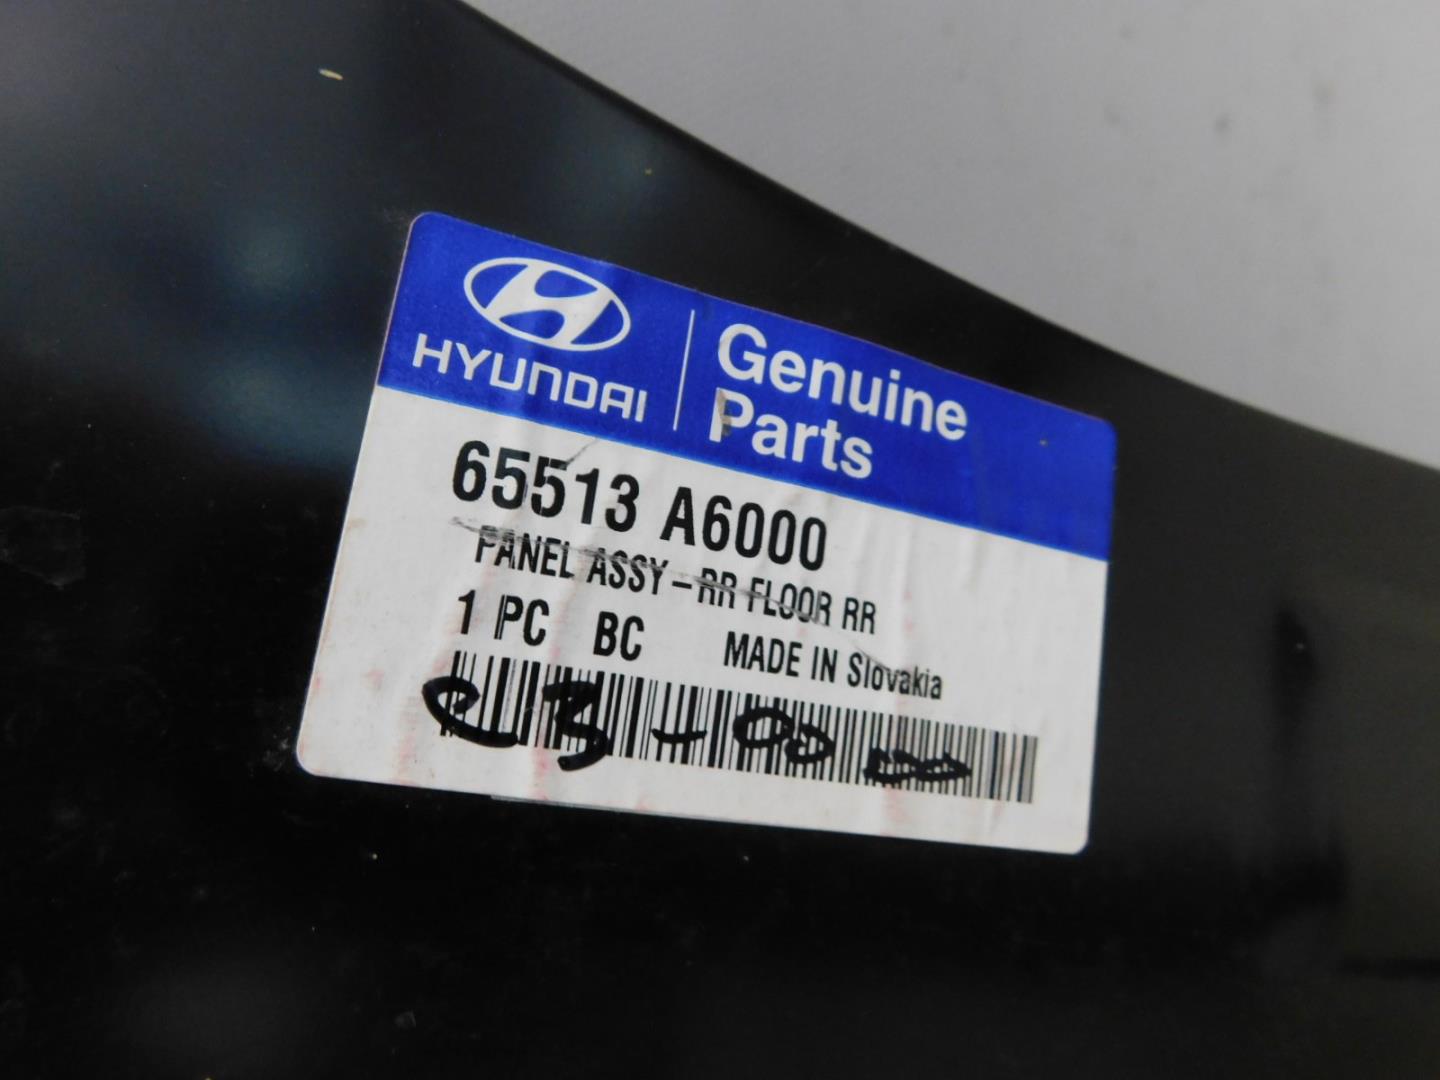 HYUNDAI
Genuine
Parts
65513 A6000
PANEL ASSY-RR FLOOR RR
1 PC BC MADE IN Slovakia